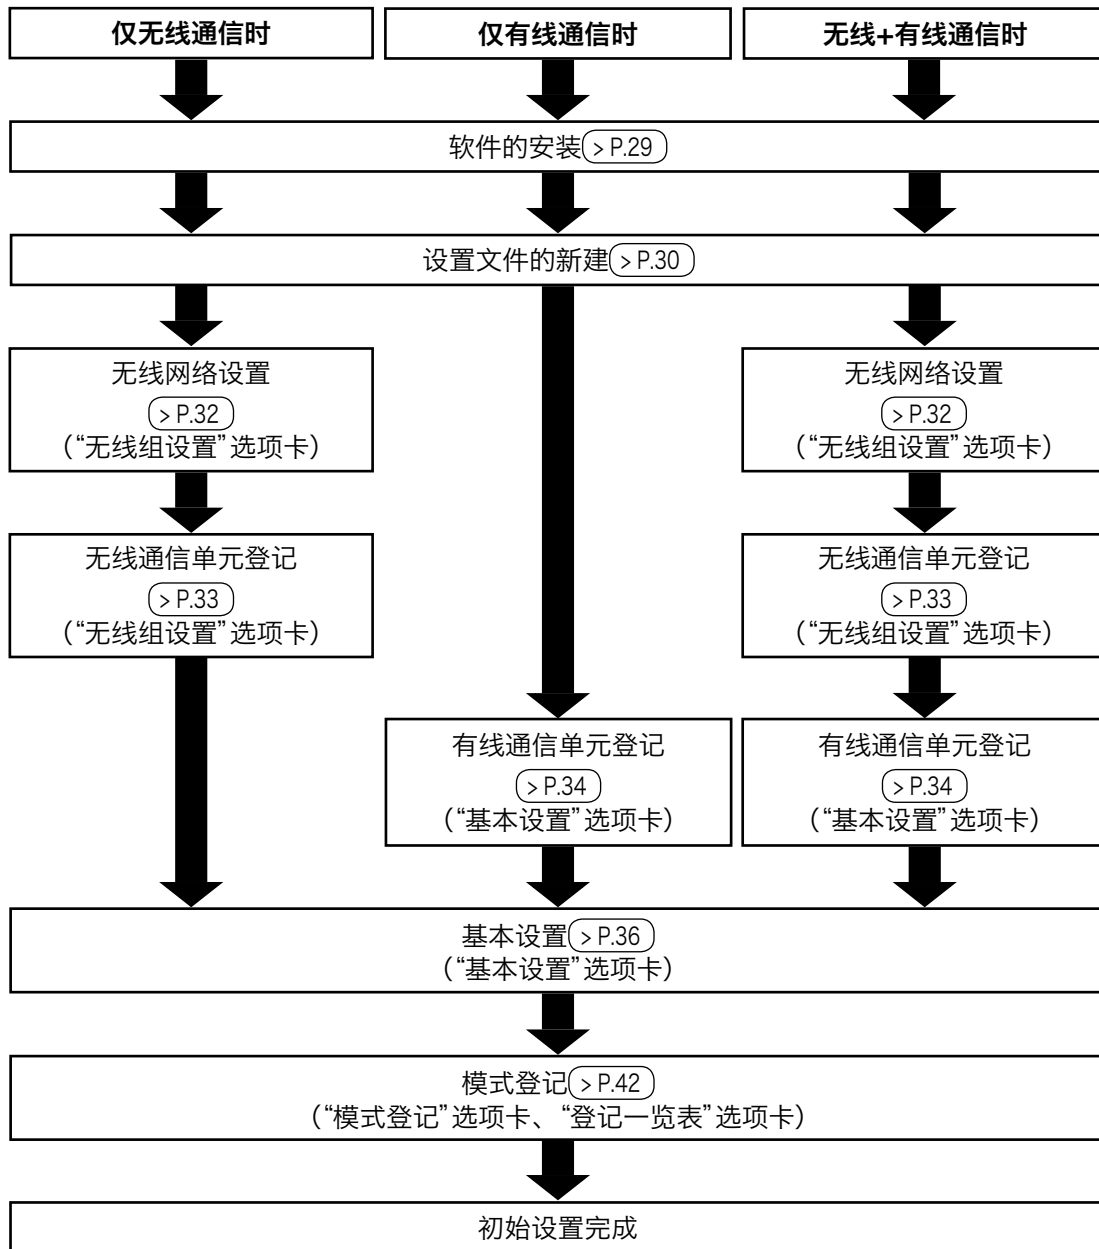 仅无线通信时
仅有线通信时
无线+有线通信时
软件的安装 > P.29
设置文件的新建 > P.30
无线网络设置
> P.32
（“无线组设置”选项卡）
无线网络设置
> P.32
（“无线组设置”选项卡）
无线通信单元登记
> P.33
（“无线组设置”选项卡）
无线通信单元登记
> P.33
（“无线组设置”选项卡）
有线通信单元登记
> P.34
（“基本设置”选项卡）
有线通信单元登记
> P.34
（“基本设置”选项卡）
基本设置 > P.36
（“基本设置”选项卡）
模式登记 > P.42
（“模式登记”选项卡、“登记一览表”选项卡）
初始设置完成